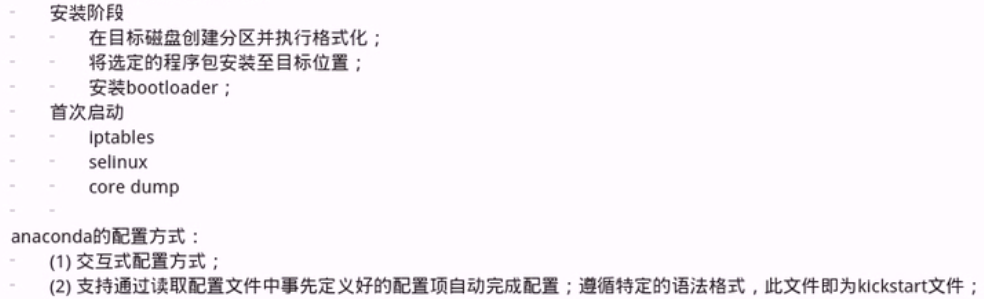 安装阶段
在目标磁盘创建分区并执行格式化；
将选定的程序包安装至目标位置；
安装bootloader；
首次启动
iptables
selinux
core dump
anaconda的配置方式：
(1) 交互式配置方式；
(2) 支持通过读取配置文件中事先定义好的配置项自动完成配置；遵循特定的语法格式，此文件即为kickstart文件；